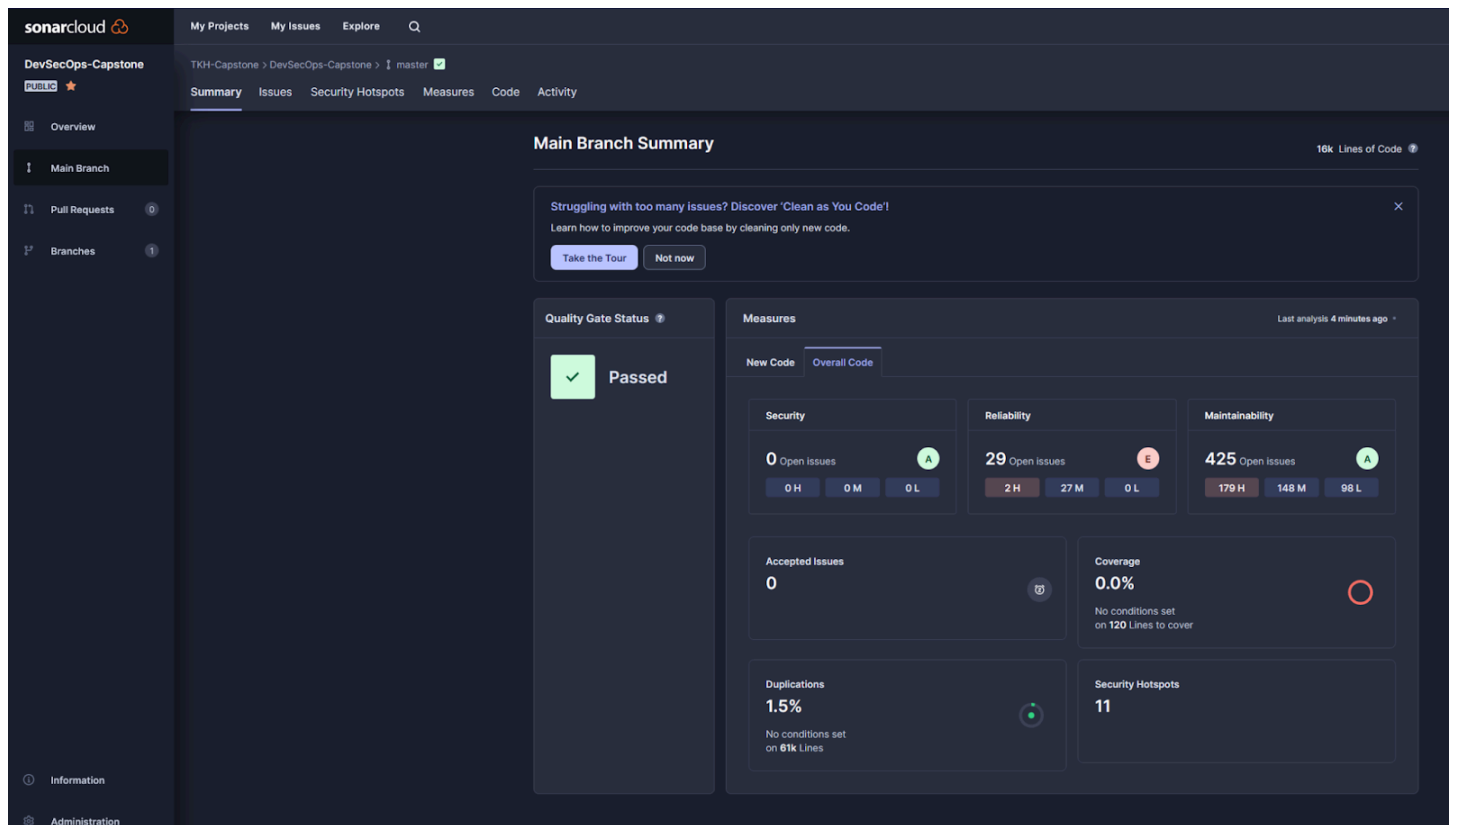 sonarcloud
My Projects My Issues Explore
DevSecOps-Capstone
PUBLIC
Overview
Main Branch
Pull Requests 0
Branches 1
Information
Administration
TKH-Capstone > DevSecOps-Capstone > master
Summary Issues Security Hotspots Measures Code Activity
Main Branch Summary
16k Lines of Code ?
Struggling with too many issues? Discover 'Clean as You Code'!
Learn how to improve your code base by cleaning only new code.
Take the Tour Not now
Quality Gate Status ?
Passed
Measures
Last analysis 4 minutes ago
New Code Overall Code
Security
0 Open issues A
0 H 0 M 0 L
Reliability
29 Open issues E
2 H 27 M 0 L
Maintainability
425 Open issues A
179 H 148 M 98 L
Accepted Issues
0
Coverage
0.0%
No conditions set
on 120 Lines to cover
Duplications
1.5%
No conditions set
on 61k Lines
Security Hotspots
11